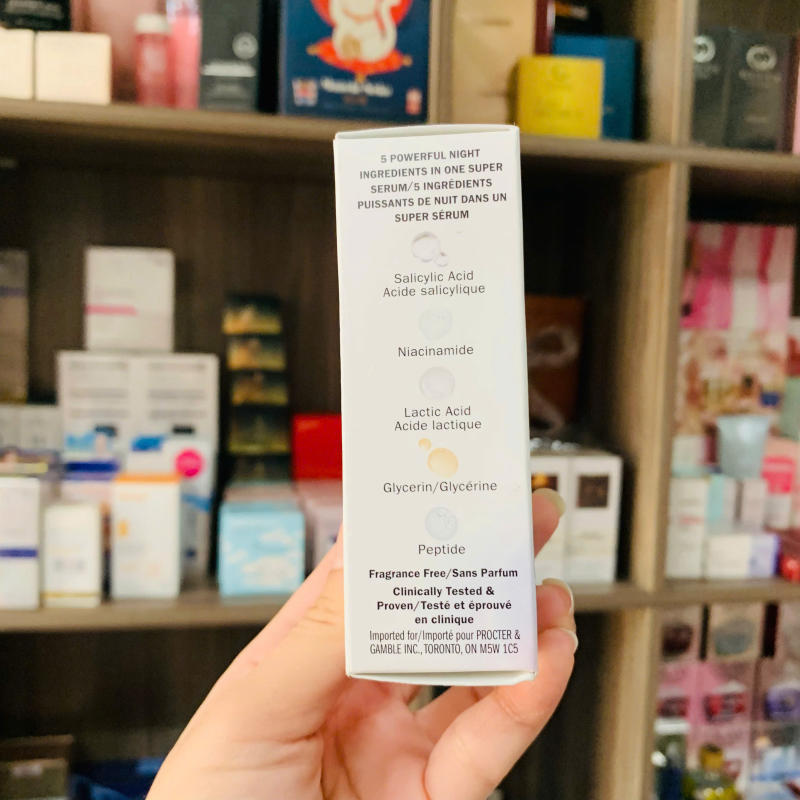 5 POWERFUL NIGHT
INGREDIENTS IN ONE SUPER
SERUM/5 INGRÉDIENTS
PUISSANTS DE NUIT DANS UN
SUPER SÉRUM
Salicylic Acid
Acide salicylique
Niacinamide
Lactic Acid
Acide lactique
Glycerin/Glycérine
Peptide
Fragrance Free/Sans Parfum
Clinically Tested &
Proven/Testé et éprouvé
en clinique
Imported for/Importé pour PROCTER &
GAMBLE INC., TORONTO, ON M5W 1C5